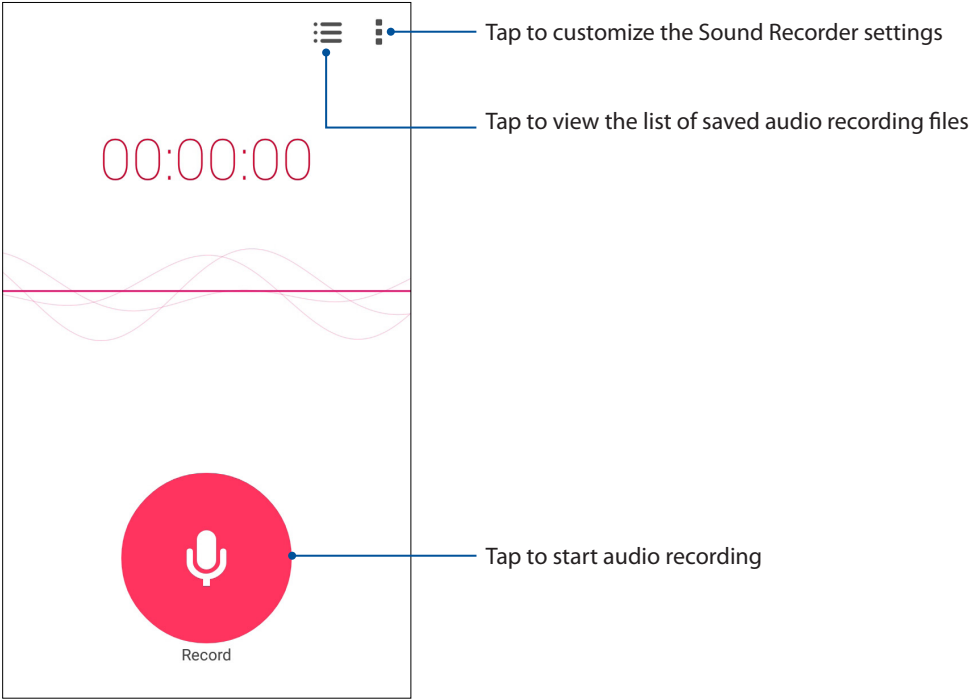 Tap to customize the Sound Recorder settings
Tap to view the list of saved audio recording files
00:00:00
Tap to start audio recording
Record